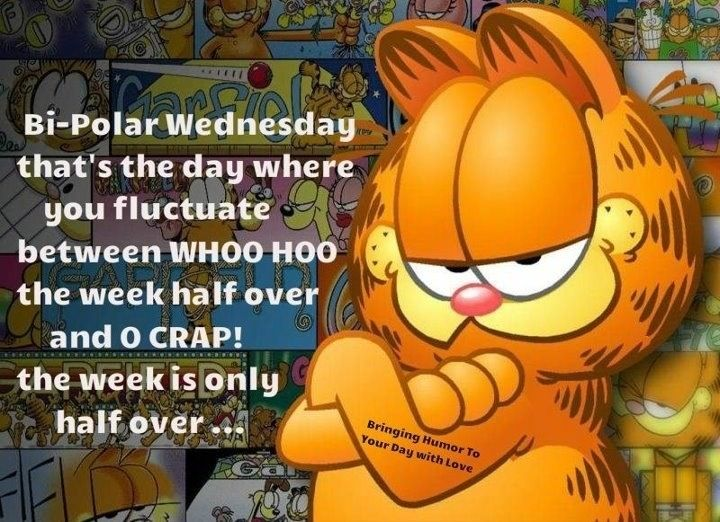 Bi-Polar Wednesday
that's the day where
you fluctuate
between WHOO HOO
the week half over
and O CRAP!
the week is only
half over ...
Bringing Humor To
Your Day with Love